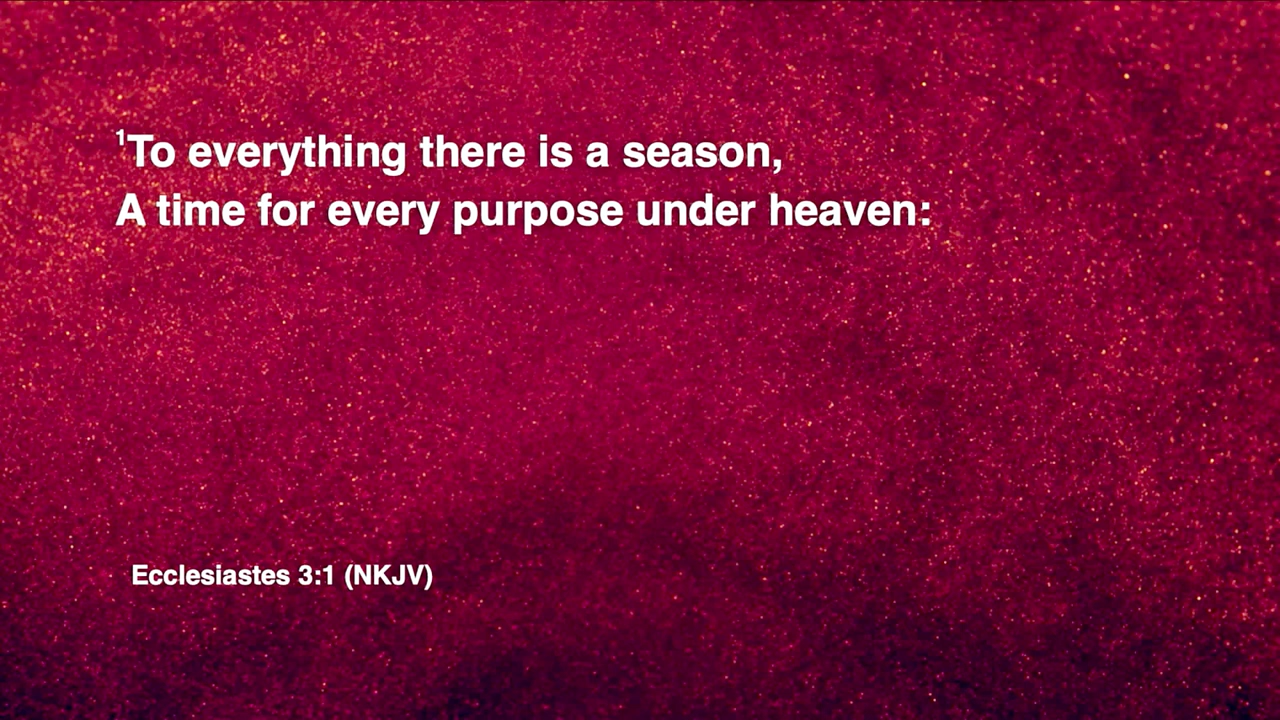 ¹To everything there is a season,
A time for every purpose under heaven:
Ecclesiastes 3:1 (NKJV)